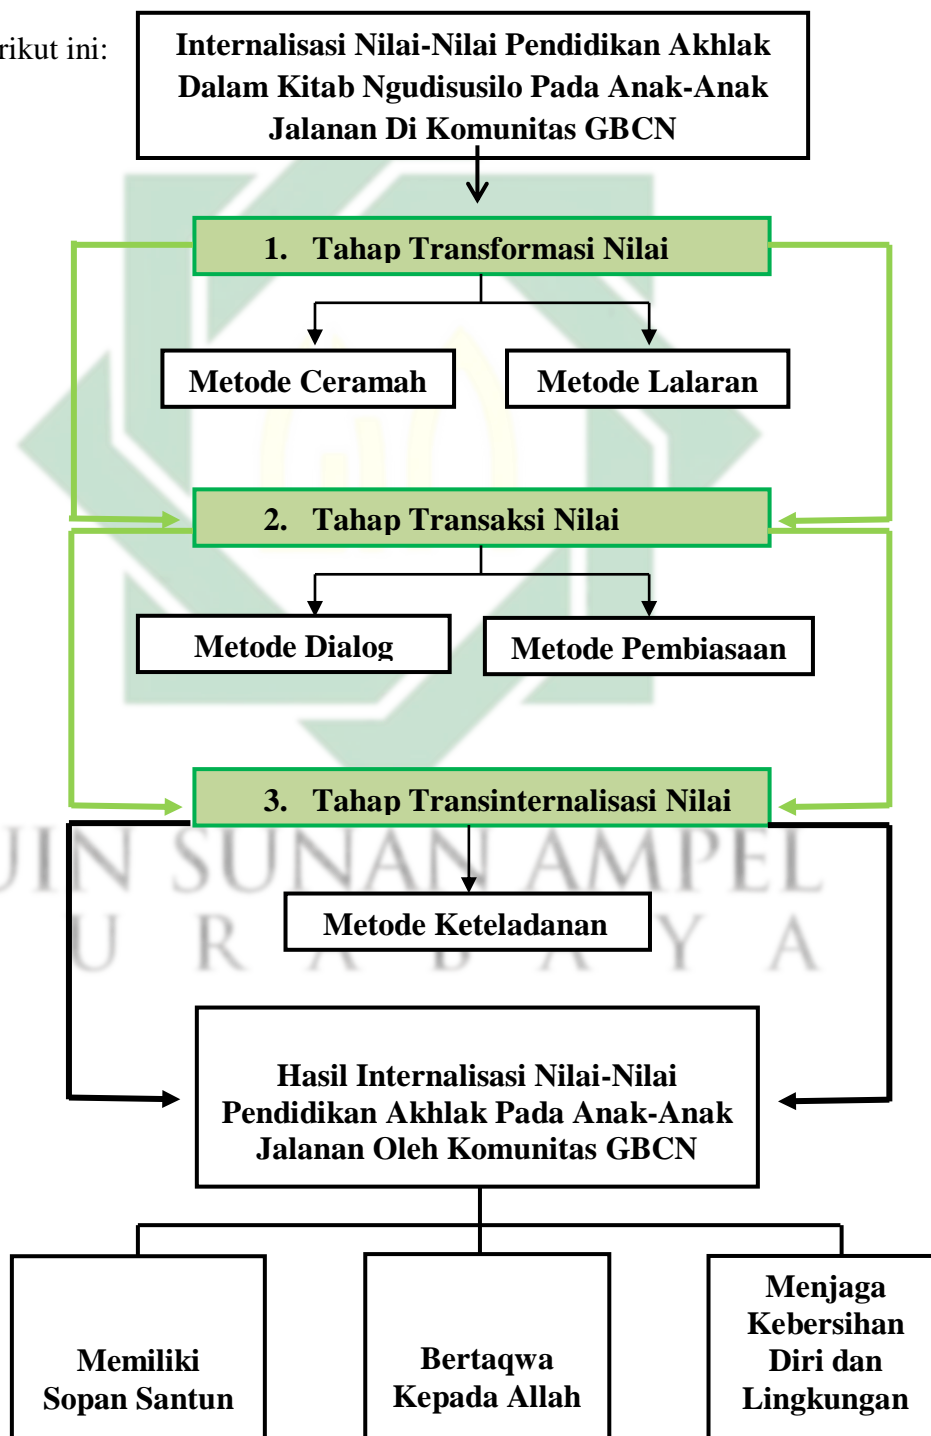 rikut ini:
Internalisasi Nilai-Nilai Pendidikan Akhlak
Dalam Kitab Ngudisusilo Pada Anak-Anak
Jalanan Di Komunitas GBCN
1. Tahap Transformasi Nilai
Metode Ceramah
Metode Lalaran
2. Tahap Transaksi Nilai
Metode Dialog
Metode Pembiasaan
3. Tahap Transinternalisasi Nilai
UIN SUNAN AMPEL
Metode Keteladanan
U R A B A Y A
Hasil Internalisasi Nilai-Nilai
Pendidikan Akhlak Pada Anak-Anak
Jalanan Oleh Komunitas GBCN
Memiliki
Sopan Santun
Bertaqwa
Kepada Allah
Menjaga
Kebersihan
Diri dan
Lingkungan